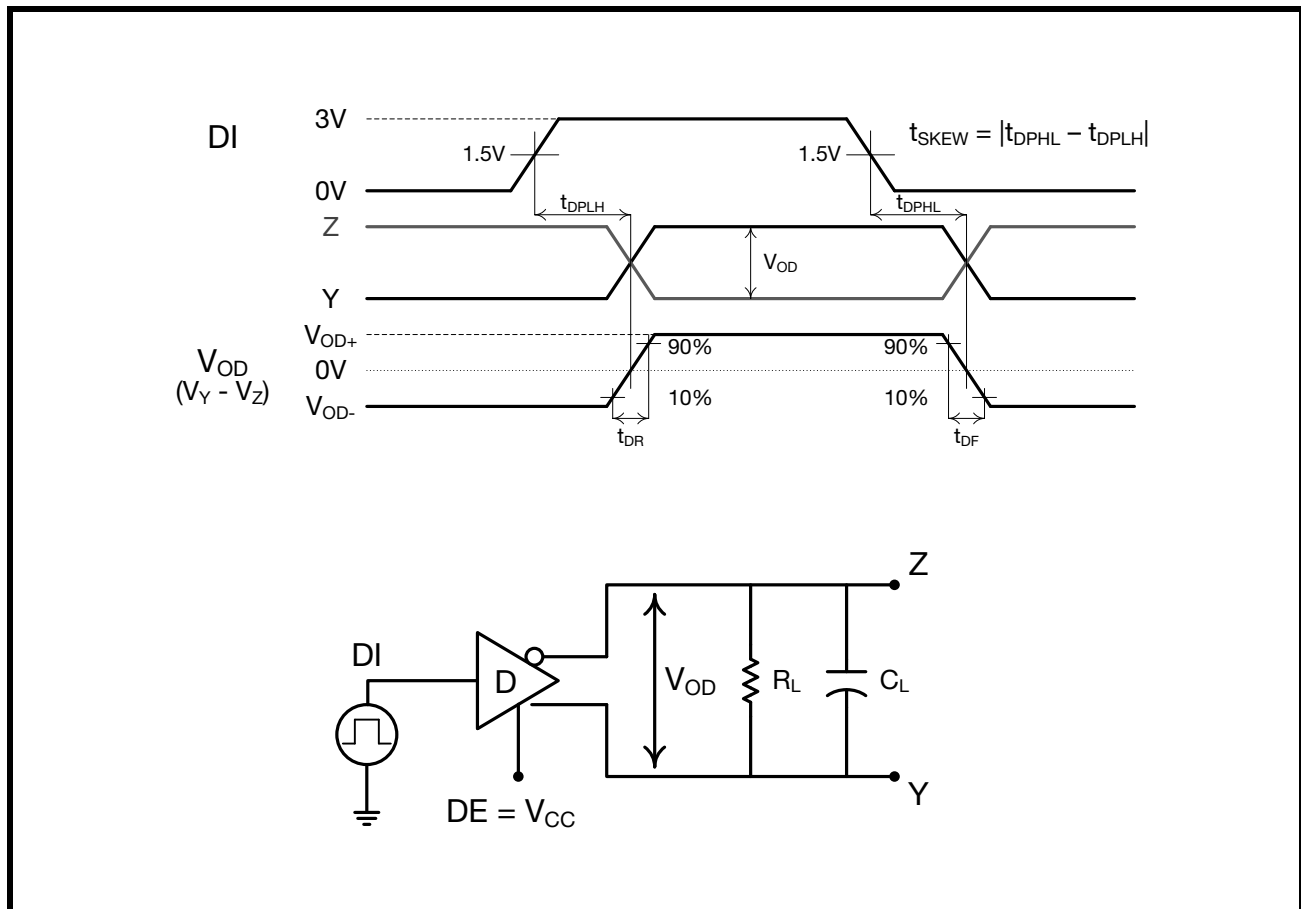 3V
DI
1.5V
1.5V
tSKEW = |tDPHL – tDPLH|
0V
tDPLH
tDPHL
Z
VOD
Y
VOD+
90%
90%
VOD
(VY - VZ)
0V
10%
10%
VOD-
tDR
tDF
Z
DI
D
VOD
RL
CL
Y
DE = VCC